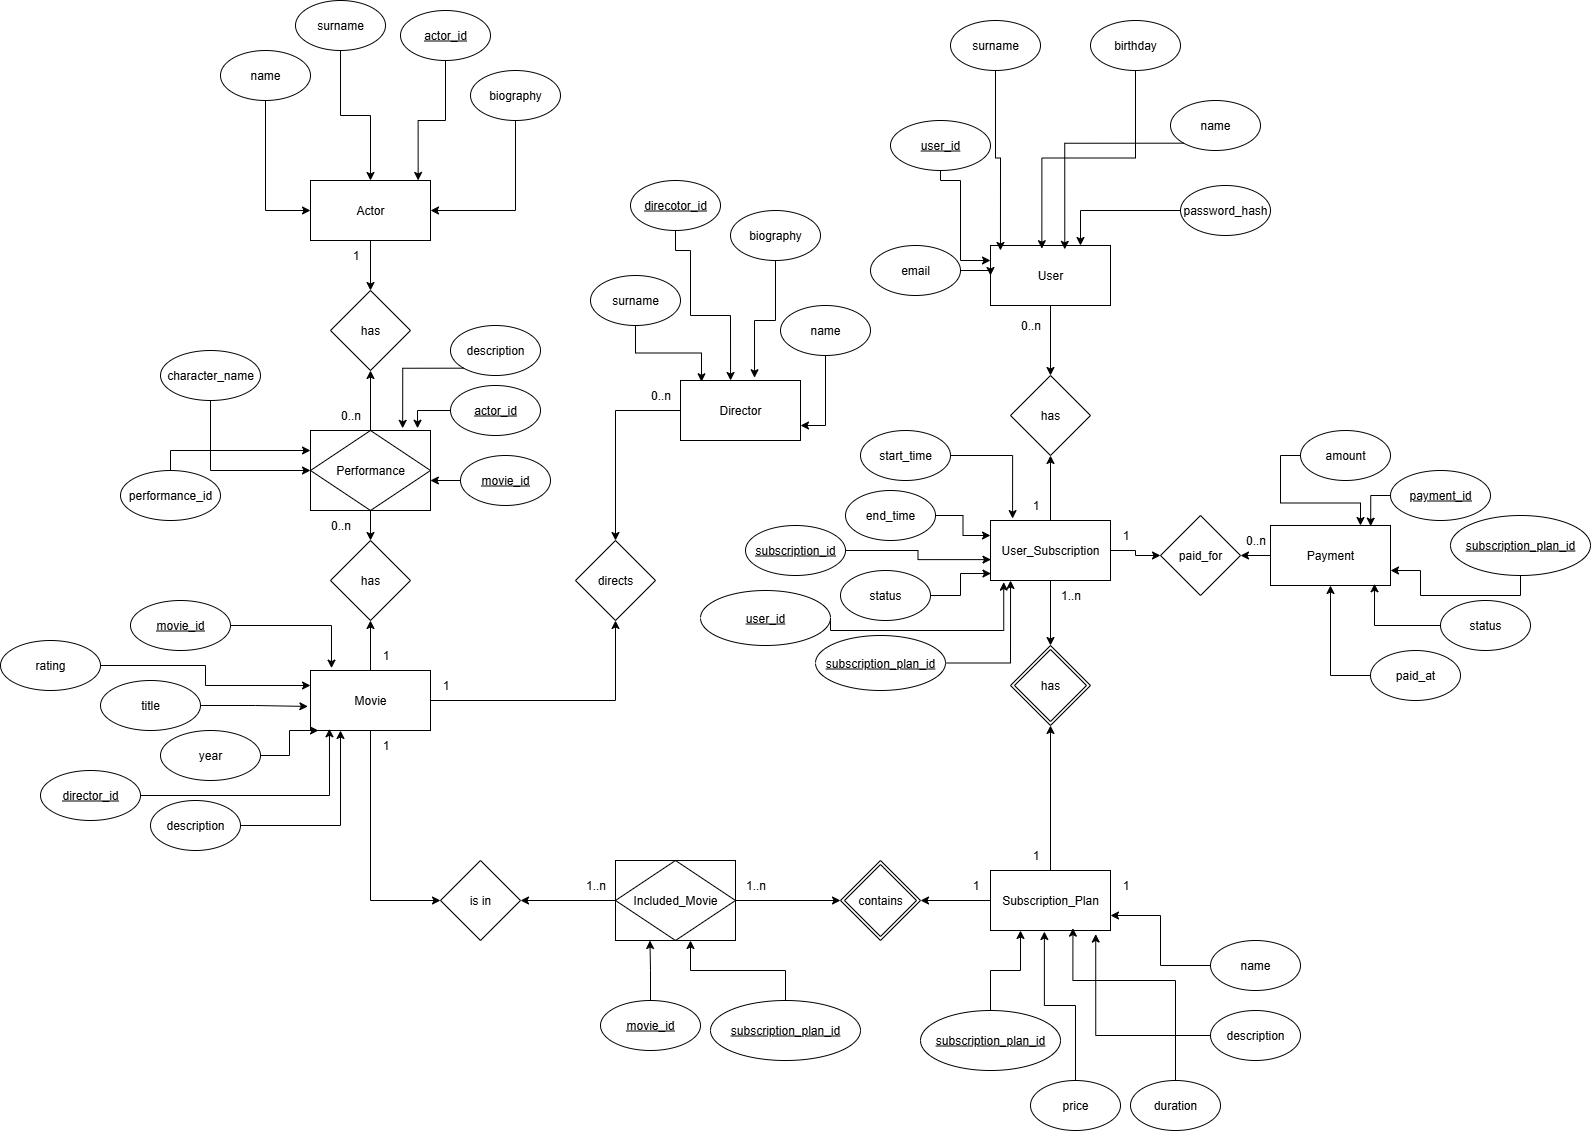 surname
actor_id
name
biography
Actor
1
has
0..n
character_name
description
actor_id
Performance
movie_id
performance_id
0..n
has
1
movie_id
rating
title
Movie
1
year
1
director_id
description
direcotor_id
biography
surname
name
0..n
Director
directs
surname
birthday
name
user_id
password_hash
email
User
0..n
has
start_time
1
end_time
subscription_id
User_Subscription
1
status
1..n
user_id
subscription_plan_id
has
paid_for
0..n
amount
payment_id
subscription_plan_id
Payment
status
paid_at
1
is in
1..n
Included_Movie
1..n
contains
1
Subscription_Plan
1
movie_id
subscription_plan_id
name
subscription_plan_id
description
price
duration